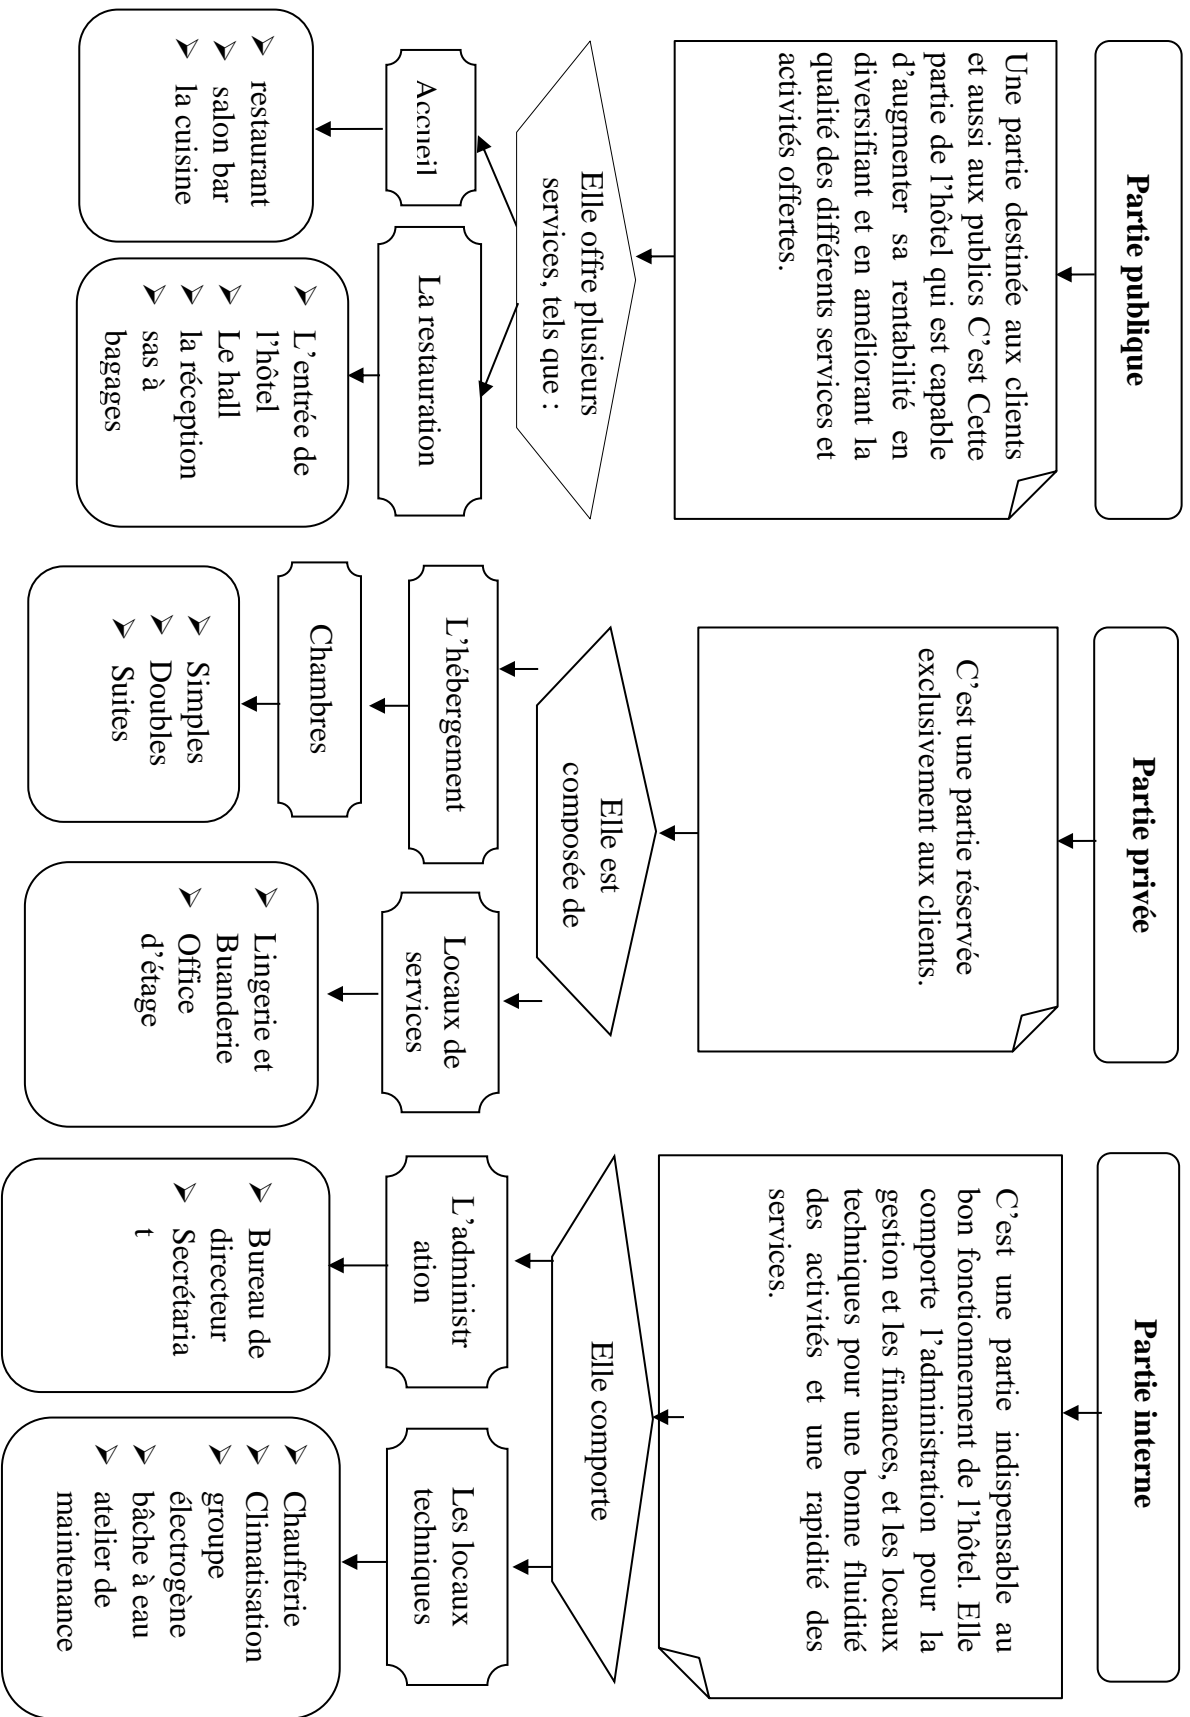 Partie publique
Une partie destinée aux clients
et aussi aux publics C'est Cette
partie de l'hôtel qui est capable
d'augmenter sa rentabilité en
diversifiant et en améliorant la
qualité des différents services et
activités offertes.
Elle offre plusieurs
services, tels que :
Accueil
➢ restaurant
➢ salon bar
➢ la cuisine
La restauration
➢ L'entrée de
l'hôtel
➢ Le hall
➢ la réception
➢ sas à
bagages
Partie privée
C'est une partie réservée
exclusivement aux clients.
Elle est
composée de
L'hébergement
Chambres
➢ Simples
➢ Doubles
➢ Suites
Locaux de
services
➢ Lingerie et
Buanderie
➢ Office
d'étage
Partie interne
C'est une partie indispensable au
bon fonctionnement de l'hôtel. Elle
comporte l'administration pour la
gestion et les finances, et les locaux
techniques pour une bonne fluidité
des activités et une rapidité des
services.
Elle comporte
L'administr
ation
➢ Bureau de
directeur
➢ Secrétaria
t
Les locaux
techniques
➢ Chaufferie
➢ Climatisation
➢ groupe
électrogène
➢ bâche à eau
➢ atelier de
maintenance